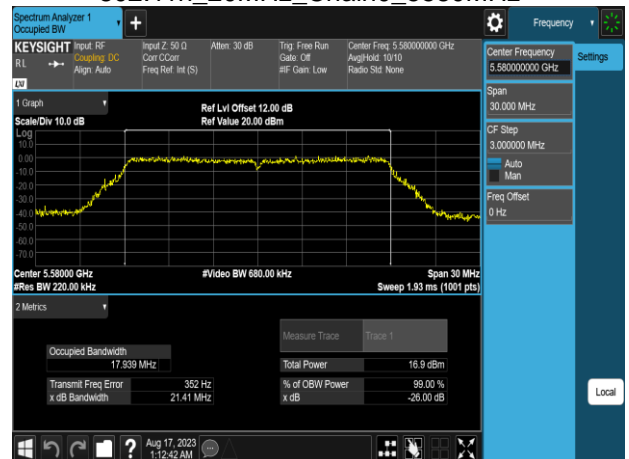 Spectrum Analyzer 1
Occupied BW
Frequency
KEYSIGHT
RL
LXI
Input: RF
Coupling: DC
Align: Auto
Input Z: 50 Ω
Corr CCorr
Freq Ref: Int (S)
Atten: 30 dB
Trig: Free Run
Gate: Off
#IF Gain: Low
Center Freq: 5.580000000 GHz
Avg|Hold: 10/10
Radio Std: None
Center Frequency
5.580000000 GHz
Settings
Span
30.000 MHz
CF Step
3.000000 MHz
Auto
Man
Freq Offset
0 Hz
1 Graph
Scale/Div 10.0 dB
Ref Lvl Offset 12.00 dB
Ref Value 20.00 dBm
Log
10.0
0.00
-10.0
-20.0
-30.0
-40.0
-50.0
-60.0
-70.0
Center 5.58000 GHz
#Res BW 220.00 kHz
#Video BW 680.00 kHz
Span 30 MHz
Sweep 1.93 ms (1001 pts)
2 Metrics
Measure Trace
Trace 1
Occupied Bandwidth
17.939 MHz
Total Power
16.9 dBm
Transmit Freq Error
352 Hz
% of OBW Power
99.00 %
x dB Bandwidth
21.41 MHz
x dB
-26.00 dB
Local
?
Aug 17, 2023
1:12:42 AM